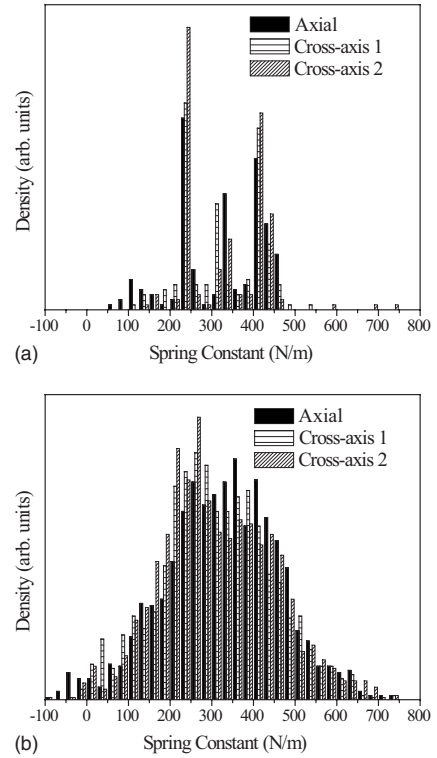 Axial
Cross-axis 1
Cross-axis 2
Density (arb. units)
-100 0 100 200 300 400 500 600 700 800
(a) Spring Constant (N/m)
Axial
Cross-axis 1
Cross-axis 2
Density (arb. units)
-100 0 100 200 300 400 500 600 700 800
(b) Spring Constant (N/m)